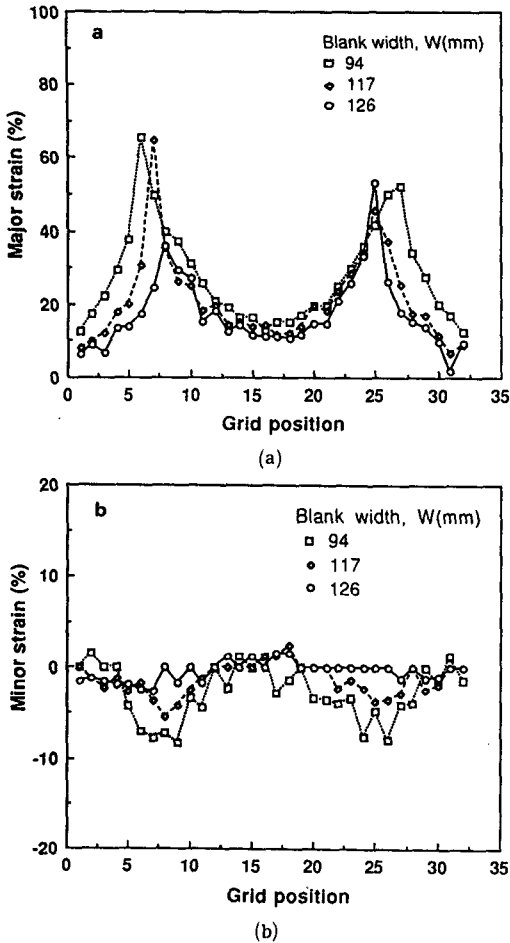 a
Blank width, W(mm)
94
117
126
Major strain (%)
100
80
60
40
20
0
0 5 10 15 20 25 30 35
Grid position
(a)
b
Blank width, W(mm)
94
117
126
Minor strain (%)
20
10
0
-10
-20
0 5 10 15 20 25 30 35
Grid position
(b)